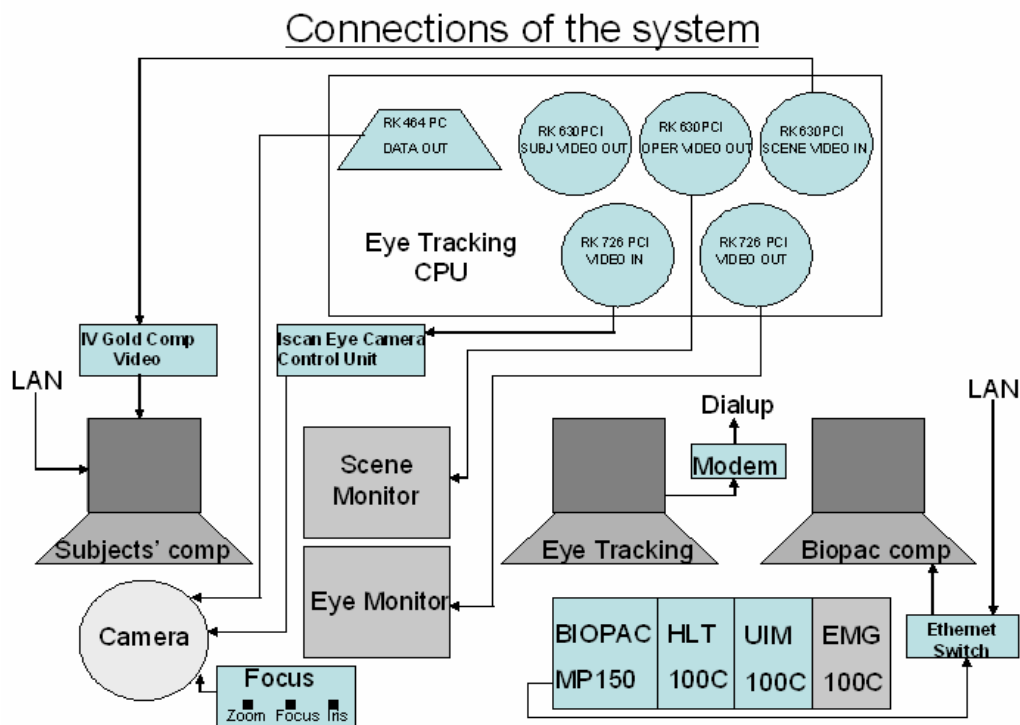 Connections of the system
RK 464 PC
DATA OUT
RK 630 PCI
SUBJ VIDEO OUT
RK 630 PCI
OPER VIDEO OUT
RK 630 PCI
SCENE VIDEO IN
Eye Tracking
CPU
RK 726 PCI
VIDEO IN
RK 726 PCI
VIDEO OUT
IV Gold Comp
Video
Iscan Eye Camera
Control Unit
LAN
Dialup
LAN
Scene
Monitor
Modem
Subjects' comp
Eye Tracking
Biopac comp
Eye Monitor
Camera
BIOPAC
MP150
HLT
100C
UIM
100C
EMG
100C
Ethernet
Switch
Focus
Zoom Focus Iris